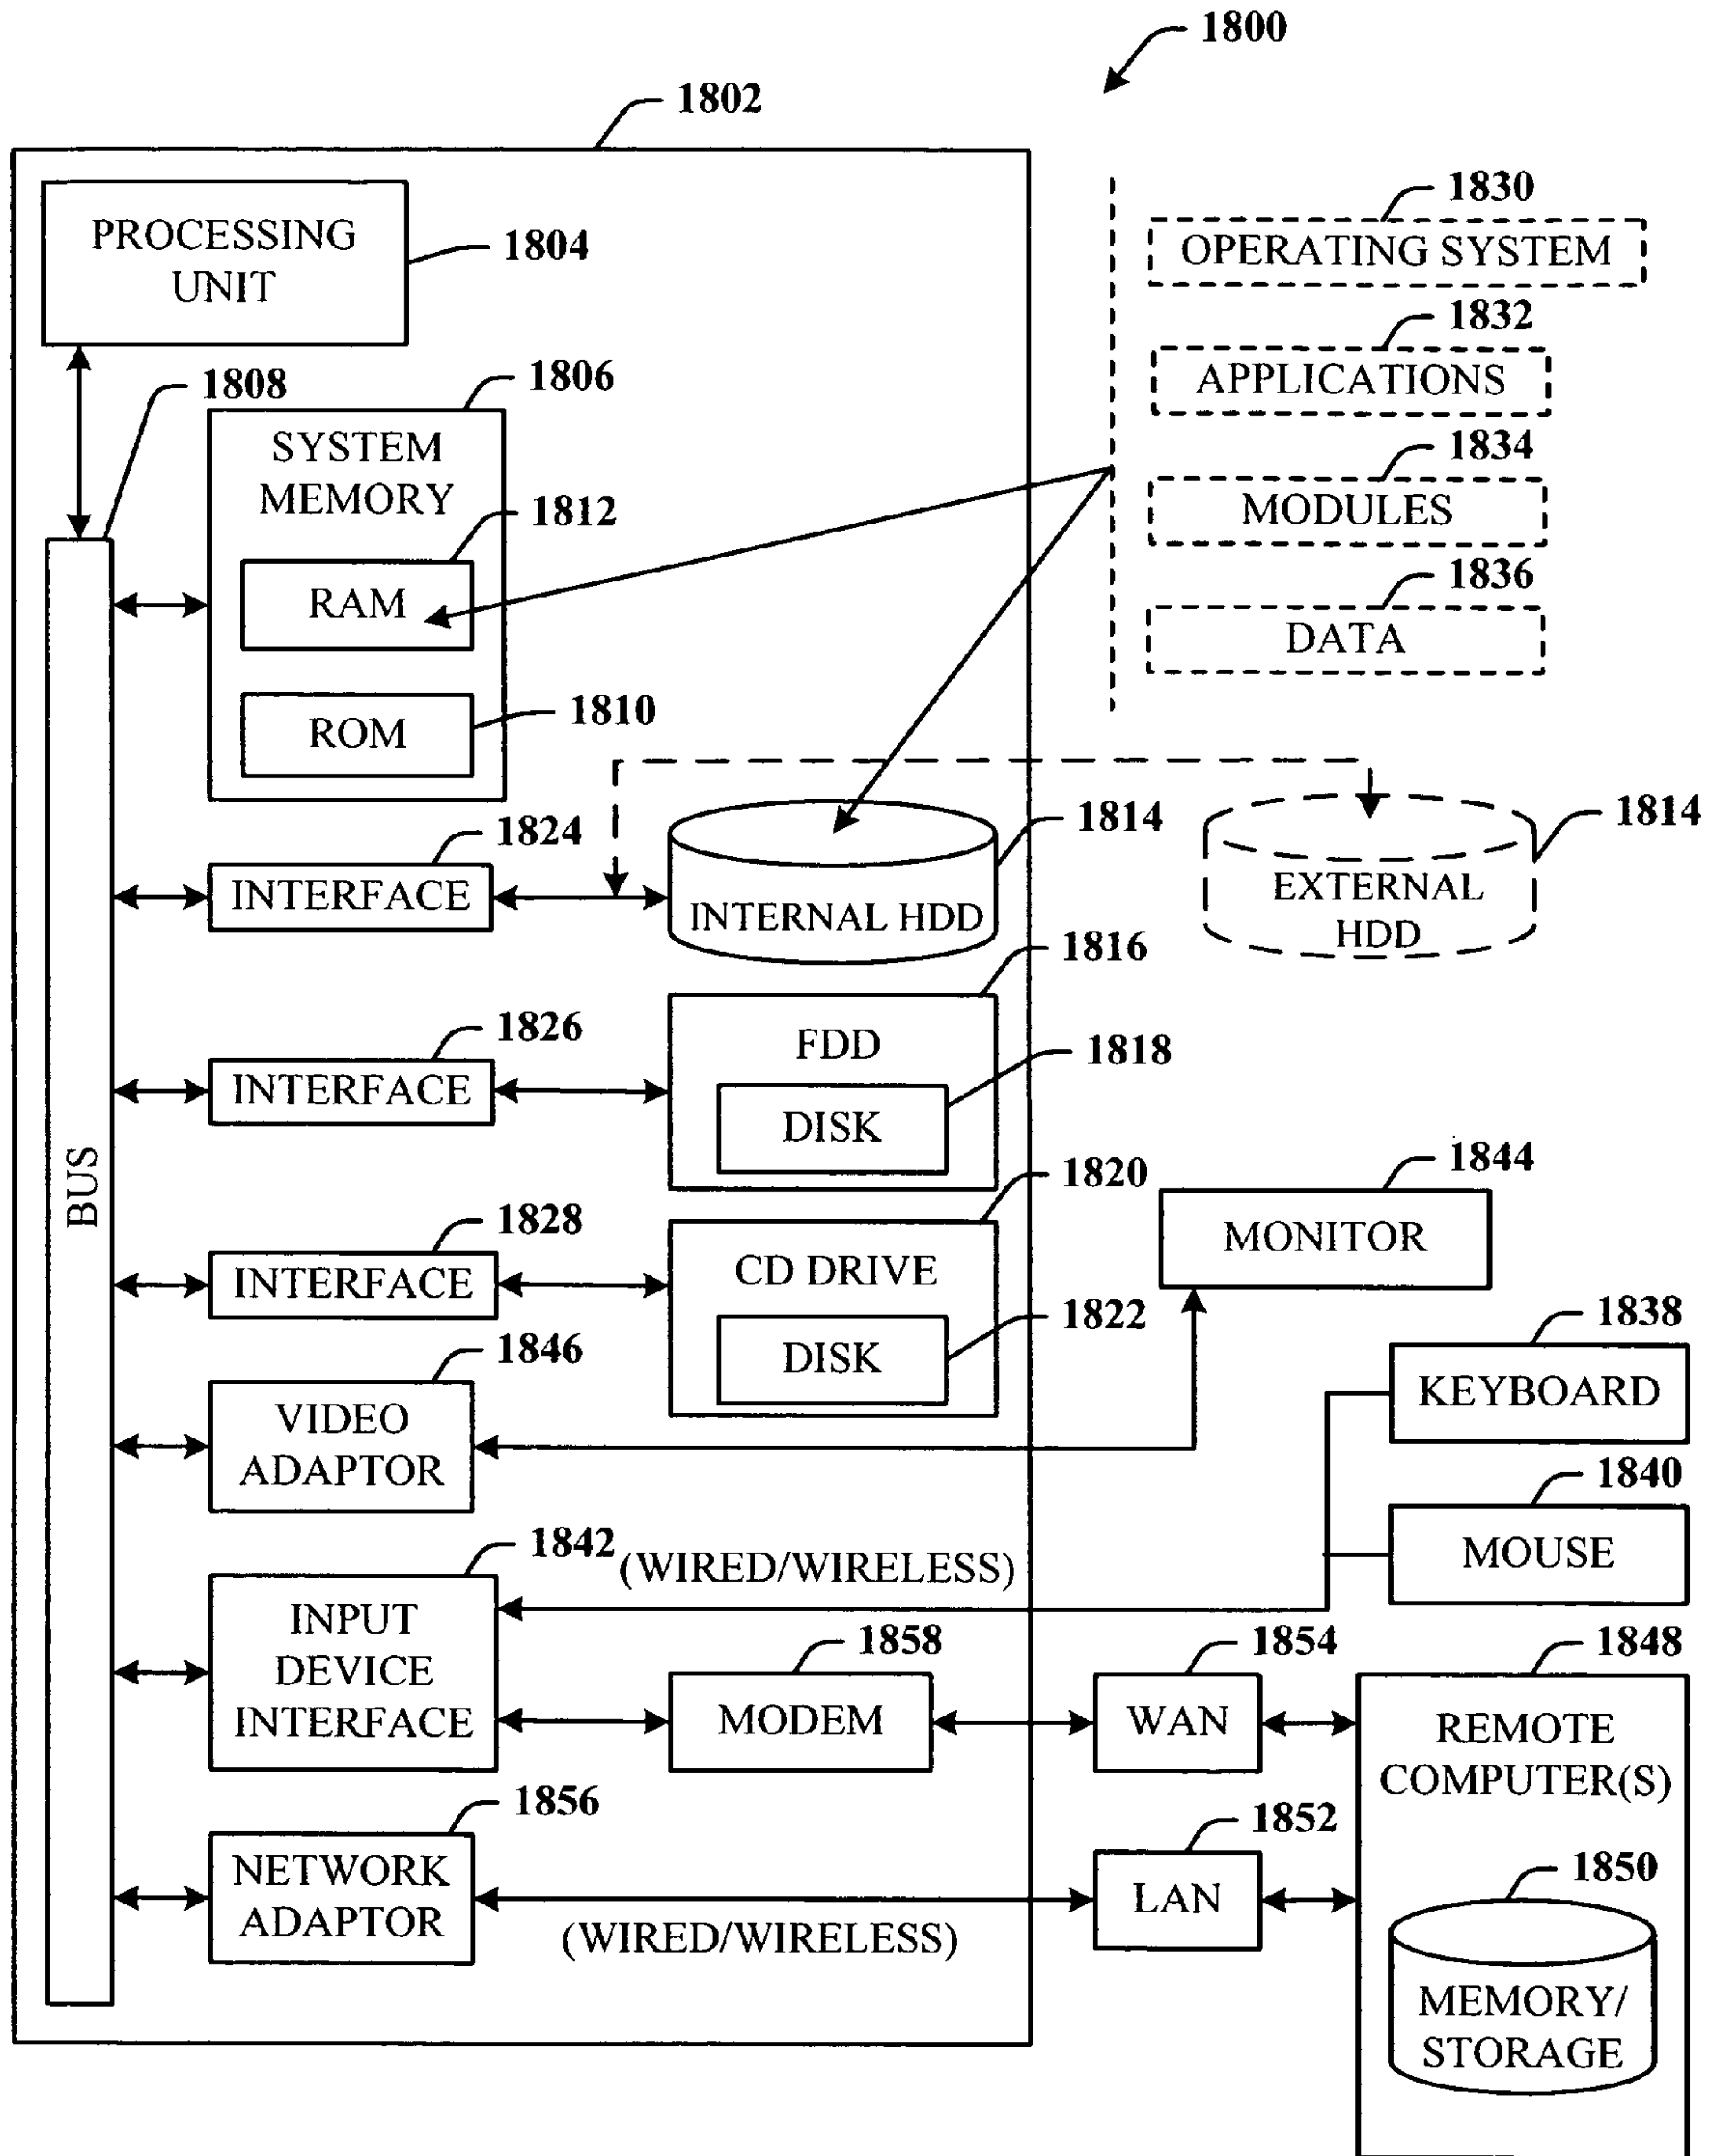 1800
1802
PROCESSING
UNIT
1804
1830
OPERATING SYSTEM
1832
APPLICATIONS
1834
MODULES
1836
DATA
1808
1806
SYSTEM
MEMORY
1812
RAM
1810
ROM
1824
INTERFACE
1814
INTERNAL HDD
1814
EXTERNAL
HDD
1816
FDD
1826
INTERFACE
1818
DISK
BUS
1820
CD DRIVE
1828
INTERFACE
1822
DISK
1844
MONITOR
1846
VIDEO
ADAPTOR
1838
KEYBOARD
1840
MOUSE
1842
(WIRED/WIRELESS)
INPUT
DEVICE
INTERFACE
1858
MODEM
1854
WAN
1848
REMOTE
COMPUTER(S)
1856
NETWORK
ADAPTOR
(WIRED/WIRELESS)
1852
LAN
1850
MEMORY/
STORAGE